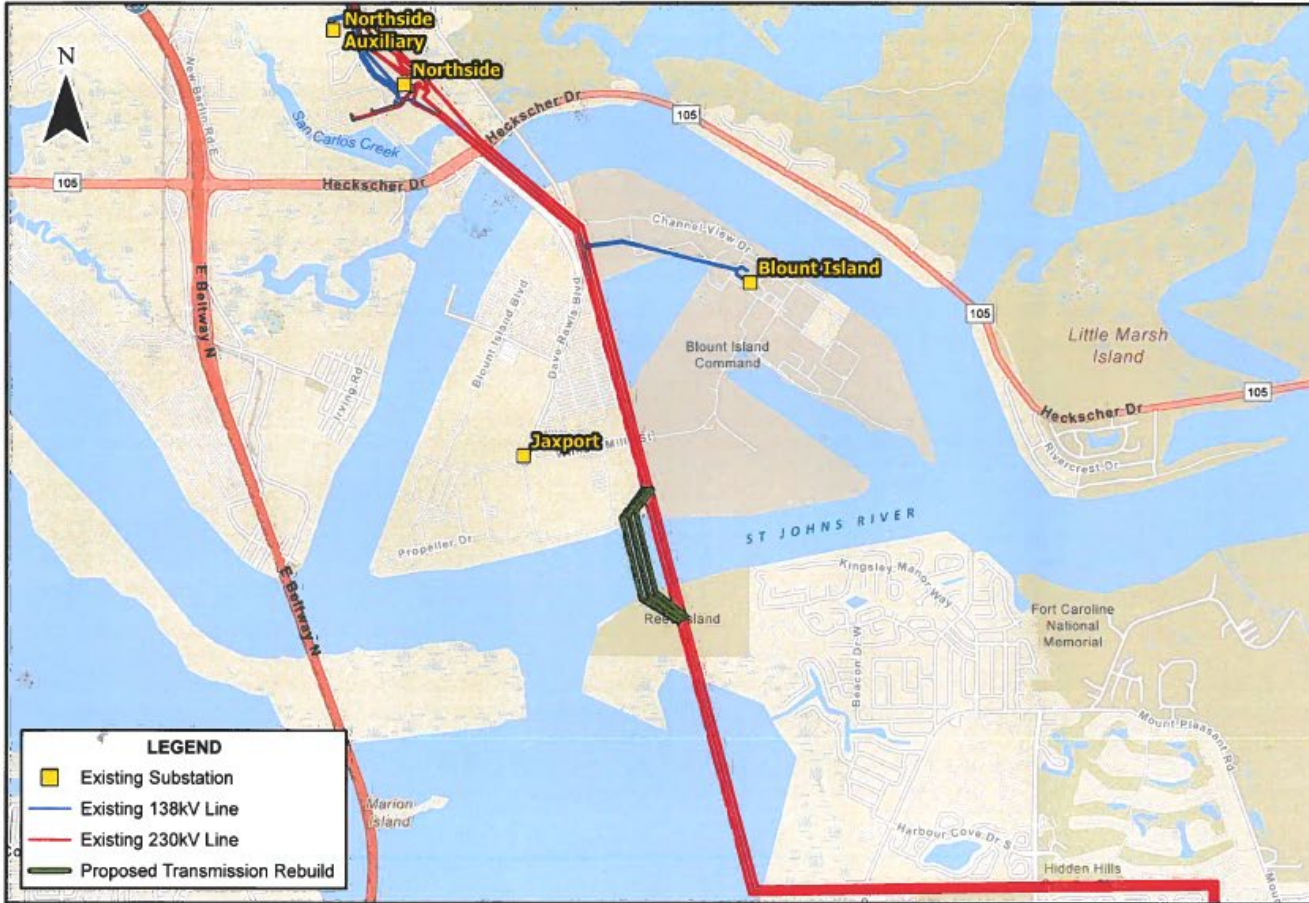 Northside
Auxiliary
Northside
N
New Berlin Rd E
San Carlos Creek
Heckscher Dr
105
105
Heckscher Dr
Channel View Dr
Blount Island
E Beltway N
Blount Island Blvd
Dave Rawls Blvd
105
Little Marsh
Island
Blount Island
Command
Irving Rd
105
Heckscher Dr
Jaxport
Mill St
Rivercrest Dr
ST JOHNS RIVER
Propeller Dr
Kingsley Manor Way
E Beltway N
Fort Caroline
National
Memorial
Island
Beacon Dr W
Mount Pleasant Rd
LEGEND
Existing Substation
Existing 138kV Line
Existing 230kV Line
Proposed Transmission Rebuild
Marion
Island
Harbour Cove Dr S
Hidden Hills